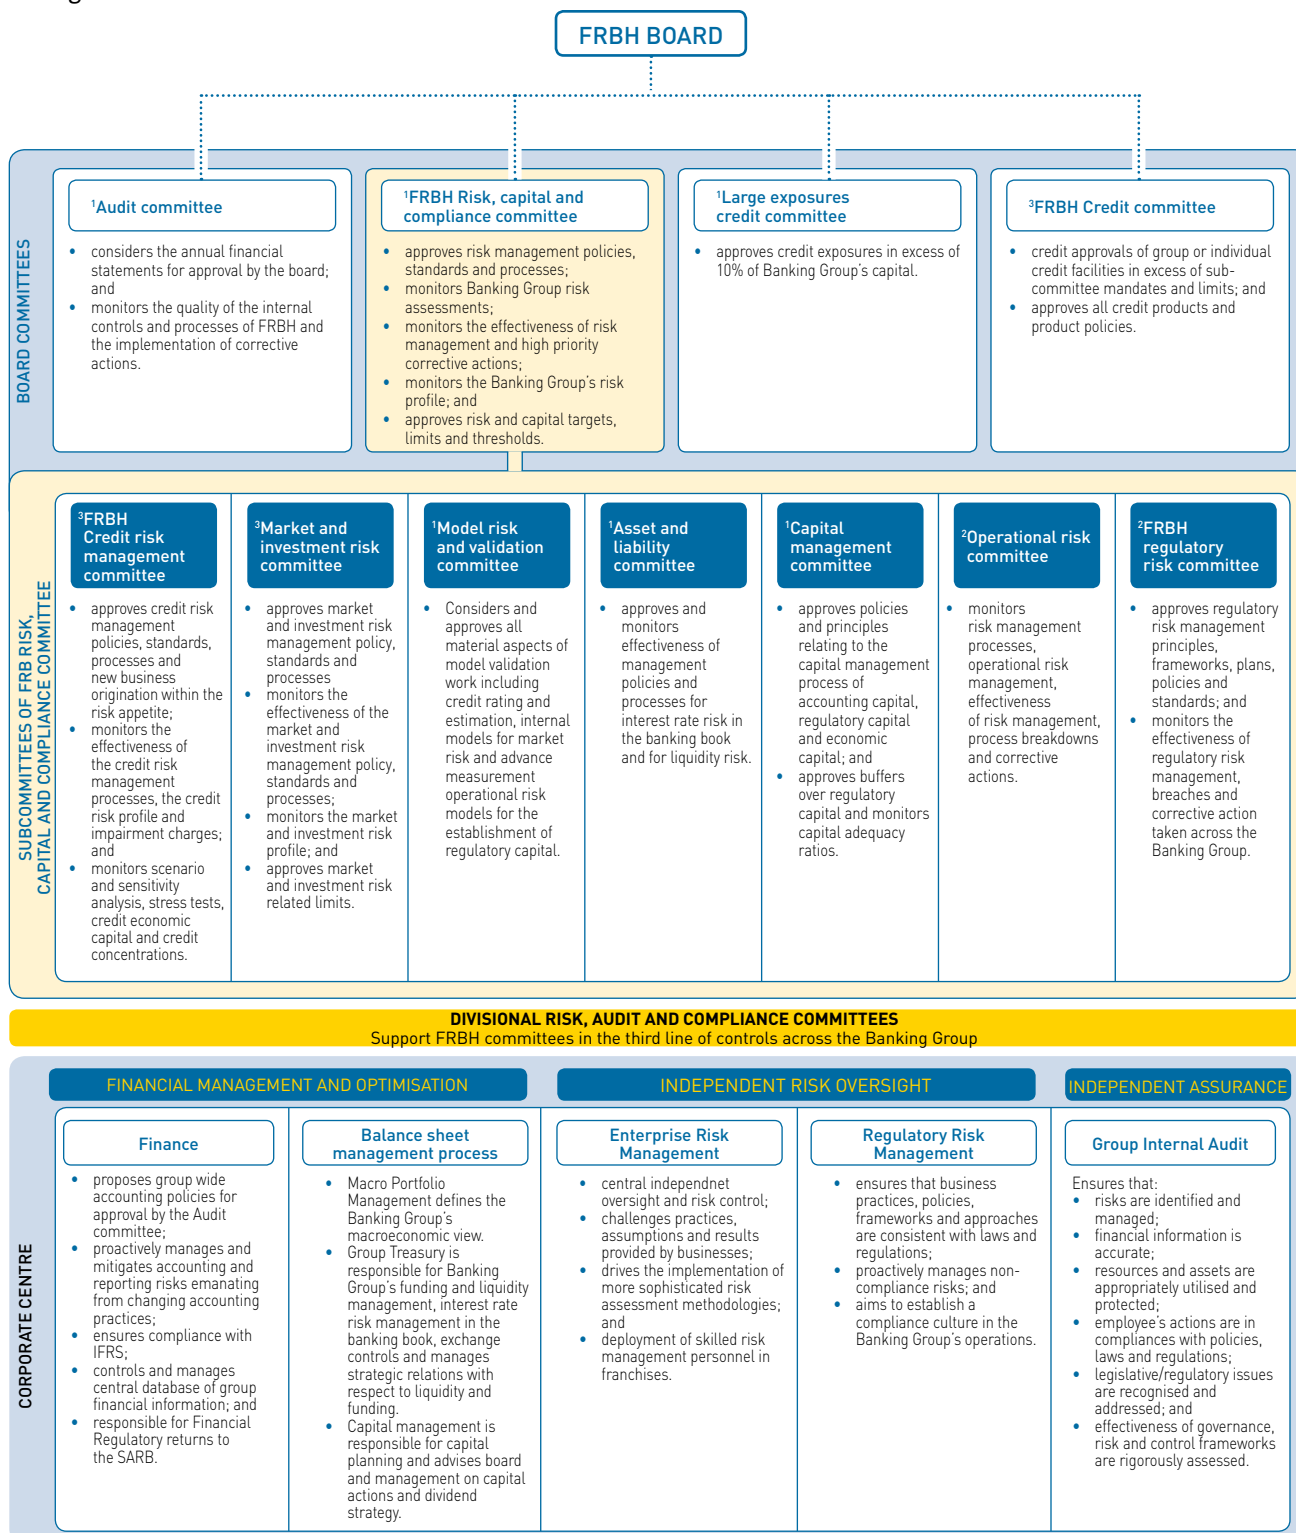 FRBH BOARD
BOARD COMMITTEES
¹Audit committee
• considers the annual financial
statements for approval by the board;
and
• monitors the quality of the internal
controls and processes of FRBH and
the implementation of corrective
actions.
¹FRBH Risk, capital and
compliance committee
• approves risk management policies,
standards and processes;
• monitors Banking Group risk
assessments;
• monitors the effectiveness of risk
management and high priority
corrective actions;
• monitors the Banking Group's risk
profile; and
• approves risk and capital targets,
limits and thresholds.
¹Large exposures
credit committee
• approves credit exposures in excess of
10% of Banking Group's capital.
³FRBH Credit committee
• credit approvals of group or individual
credit facilities in excess of sub-
committee mandates and limits; and
• approves all credit products and
product policies.
SUBCOMMITTEES OF FRB RISK,
CAPITAL AND COMPLIANCE COMMITTEE
³FRBH
Credit risk
management
committee
• approves credit risk
management
policies, standards,
processes and
new business
origination within the
risk appetite;
• monitors the
effectiveness of
the credit risk
management
processes, the credit
risk profile and
impairment charges;
and
• monitors scenario
and sensitivity
analysis, stress tests,
credit economic
capital and credit
concentrations.
³Market and
investment risk
committee
• approves market
and investment risk
management policy,
standards and
processes
• monitors the
effectiveness of the
market and
investment risk
management policy,
standards and
processes;
• monitors the market
and investment risk
profile; and
• approves market
and investment risk
related limits.
¹Model risk
and validation
committee
• Considers and
approves all
material aspects of
model validation
work including
credit rating and
estimation, internal
models for market
risk and advance
measurement
operational risk
models for the
establishment of
regulatory capital.
¹Asset and
liability
committee
• approves and
monitors
effectiveness of
management
policies and
processes for
interest rate risk in
the banking book
and for liquidity risk.
¹Capital
management
committee
• approves policies
and principles
relating to the
capital management
process of
accounting capital,
regulatory capital
and economic
capital; and
• approves buffers
over regulatory
capital and monitors
capital adequacy
ratios.
²Operational risk
committee
• monitors
risk management
processes,
operational risk
management,
effectiveness
of risk management,
process breakdowns
and corrective
actions.
²FRBH
regulatory
risk committee
• approves regulatory
risk management
principles,
frameworks, plans,
policies and
standards; and
• monitors the
effectiveness of
regulatory risk
management,
breaches and
corrective action
taken across the
Banking Group.
DIVISIONAL RISK, AUDIT AND COMPLIANCE COMMITTEES
Support FRBH committees in the third line of controls across the Banking Group
CORPORATE CENTRE
FINANCIAL MANAGEMENT AND OPTIMISATION
INDEPENDENT RISK OVERSIGHT
INDEPENDENT ASSURANCE
Finance
• proposes group wide
accounting policies for
approval by the Audit
committee;
• proactively manages and
mitigates accounting and
reporting risks emanating
from changing accounting
practices;
• ensures compliance with
IFRS;
• controls and manages
central database of group
financial information; and
• responsible for Financial
Regulatory returns to
the SARB.
Balance sheet
management process
• Macro Portfolio
Management defines the
Banking Group's
macroeconomic view.
• Group Treasury is
responsible for Banking
Group's funding and liquidity
management, interest rate
risk management in the
banking book, exchange
controls and manages
strategic relations with
respect to liquidity and
funding.
• Capital management is
responsible for capital
planning and advises board
and management on capital
actions and dividend
strategy.
Enterprise Risk
Management
• central independnet
oversight and risk control;
• challenges practices,
assumptions and results
provided by businesses;
• drives the implementation of
more sophisticated risk
assessment methodologies;
and
• deployment of skilled risk
management personnel in
franchises.
Regulatory Risk
Management
• ensures that business
practices, policies,
frameworks and approaches
are consistent with laws and
regulations;
• proactively manages non-
compliance risks; and
• aims to establish a
compliance culture in the
Banking Group's operations.
Group Internal Audit
Ensures that:
• risks are identified and
managed;
• financial information is
accurate;
• resources and assets are
appropriately utilised and
protected;
• employee's actions are in
compliances with policies,
laws and regulations;
• legislative/regulatory issues
are recognised and
addressed; and
• effectiveness of governance,
risk and control frameworks
are rigorously assessed.